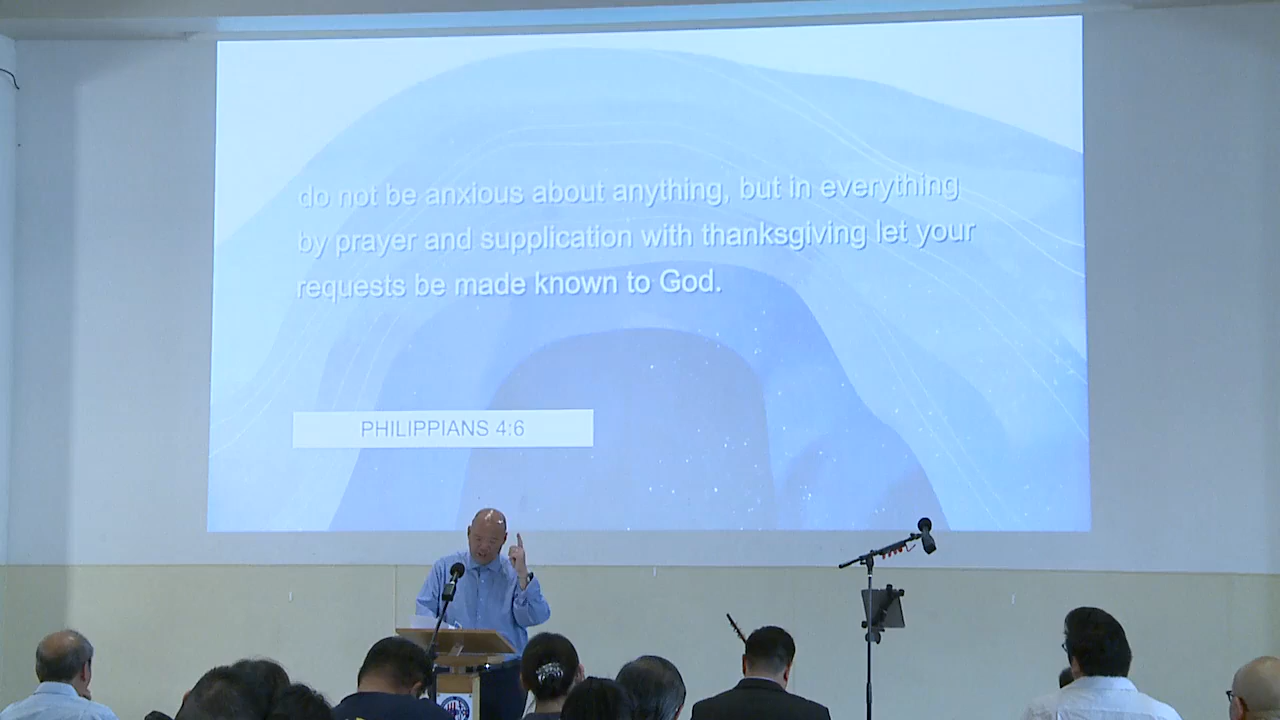 do not be anxious about anything, but in everything
by prayer and supplication with thanksgiving let your
requests be made known to God.
PHILIPPIANS 4:6